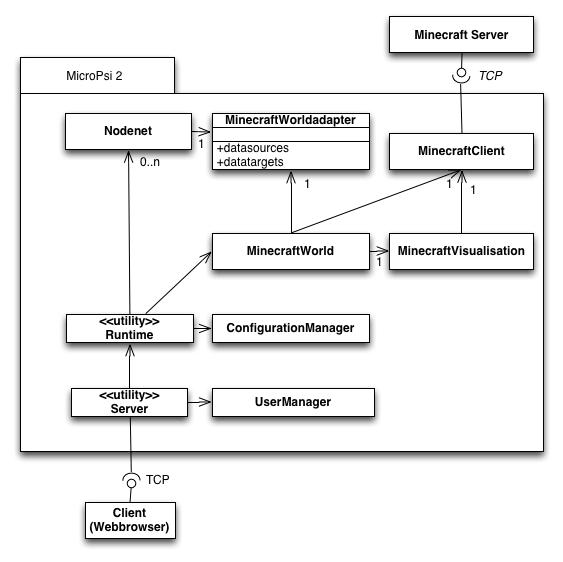 Minecraft Server
TCP
MicroPsi 2
Nodenet
1
MinecraftWorldadapter
+datasources
+datatargets
MinecraftClient
0..n
1
1
1
MinecraftWorld
1
MinecraftVisualisation
<<utility>>
Runtime
ConfigurationManager
<<utility>>
Server
UserManager
TCP
Client
(Webbrowser)